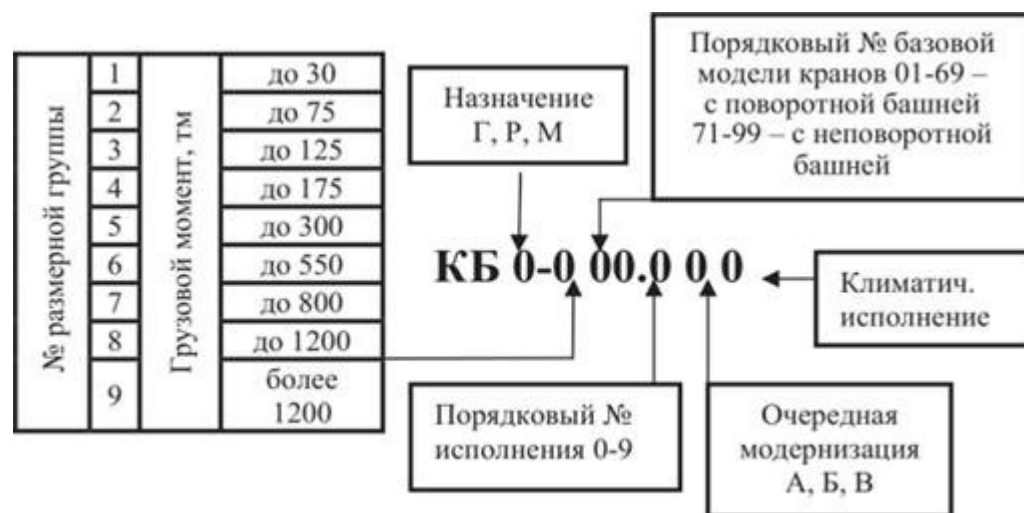 № размерной группы
Грузовой момент, тм
1 до 30
2 до 75
3 до 125
4 до 175
5 до 300
6 до 550
7 до 800
8 до 1200
9 более
1200
Назначение
Г, Р, М
Порядковый № базовой
модели кранов 01-69 –
с поворотной башней
71-99 – с неповоротной
башней
КБ 0-0 00.0 0 0
Климатич.
исполнение
Порядковый №
исполнения 0-9
Очередная
модернизация
А, Б, В